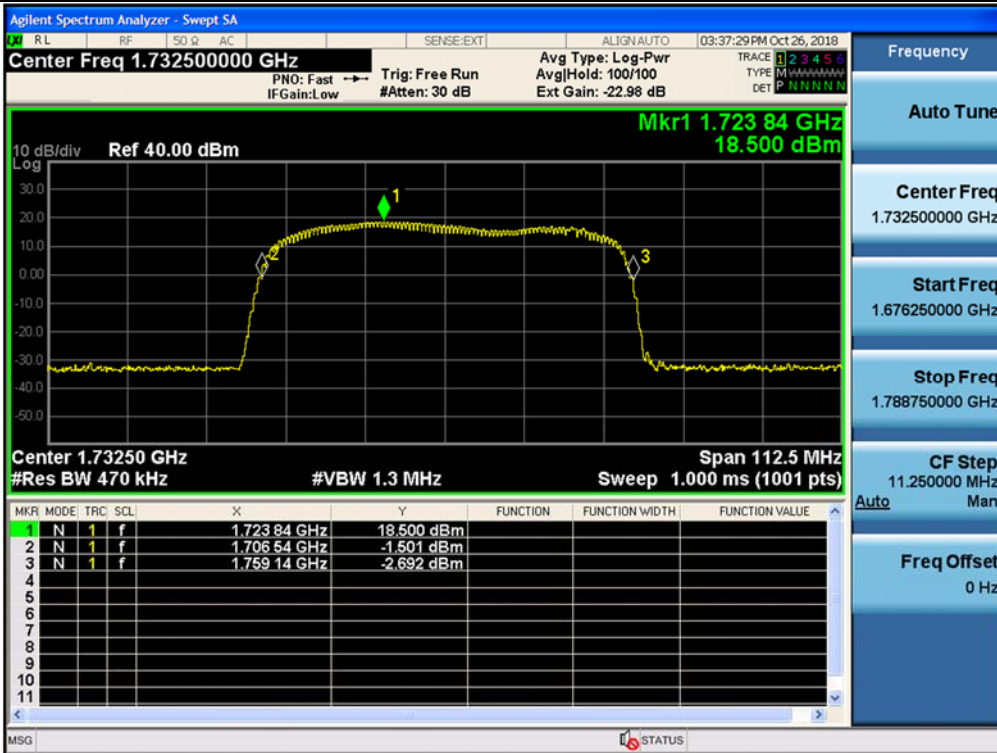 Agilent Spectrum Analyzer - Swept SA
LXI RL RF 50 Ω AC SENSE:EXT ALIGN AUTO 03:37:29 PM Oct 26, 2018
Center Freq 1.732500000 GHz
PNO: Fast
IFGain:Low
Trig: Free Run
#Atten: 30 dB
Avg Type: Log-Pwr
Avg|Hold: 100/100
Ext Gain: -22.98 dB
TRACE 1 2 3 4 5 6
TYPE M
DET P N N N N N
Mkr1 1.723 84 GHz
18.500 dBm
10 dB/div Ref 40.00 dBm
Log
30.0
20.0
10.0
0.00
-10.0
-20.0
-30.0
-40.0
-50.0
1
2
3
Center 1.73250 GHz Span 112.5 MHz
#Res BW 470 kHz #VBW 1.3 MHz Sweep 1.000 ms (1001 pts)
MKR MODE TRC SCL X Y FUNCTION FUNCTION WIDTH FUNCTION VALUE
1 N 1 f 1.723 84 GHz 18.500 dBm
2 N 1 f 1.706 54 GHz -1.501 dBm
3 N 1 f 1.759 14 GHz -2.692 dBm
4
5
6
7
8
9
10
11
MSG STATUS
Frequency
Auto Tune
Center Freq
1.732500000 GHz
Start Freq
1.676250000 GHz
Stop Freq
1.788750000 GHz
CF Step
11.250000 MHz
Auto Man
Freq Offset
0 Hz